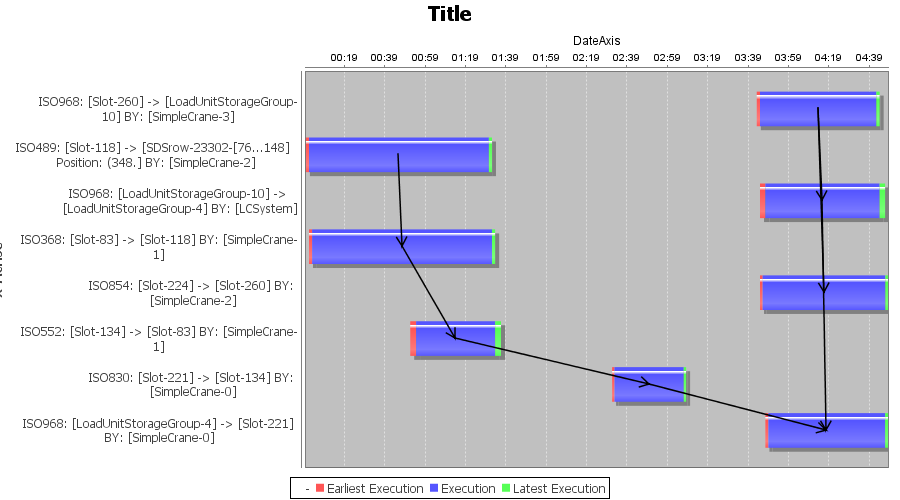 Title
DateAxis
00:19 00:39 00:59 01:19 01:39 01:59 02:19 02:39 02:59 03:19 03:39 03:59 04:19 04:39
ISO968: [Slot-260] -> [LoadUnitStorageGroup-
10] BY: [SimpleCrane-3]
ISO489: [Slot-118] -> [SDSrow-23302-[76...148]
Position: (348.] BY: [SimpleCrane-2]
ISO968: [LoadUnitStorageGroup-10] ->
[LoadUnitStorageGroup-4] BY: [LCSystem]
ISO368: [Slot-83] -> [Slot-118] BY: [SimpleCrane-
1]
ISO854: [Slot-224] -> [Slot-260] BY:
[SimpleCrane-2]
ISO552: [Slot-134] -> [Slot-83] BY: [SimpleCrane-
1]
ISO830: [Slot-221] -> [Slot-134] BY:
[SimpleCrane-0]
ISO968: [LoadUnitStorageGroup-4] -> [Slot-221]
BY: [SimpleCrane-0]
- Earliest Execution Execution Latest Execution